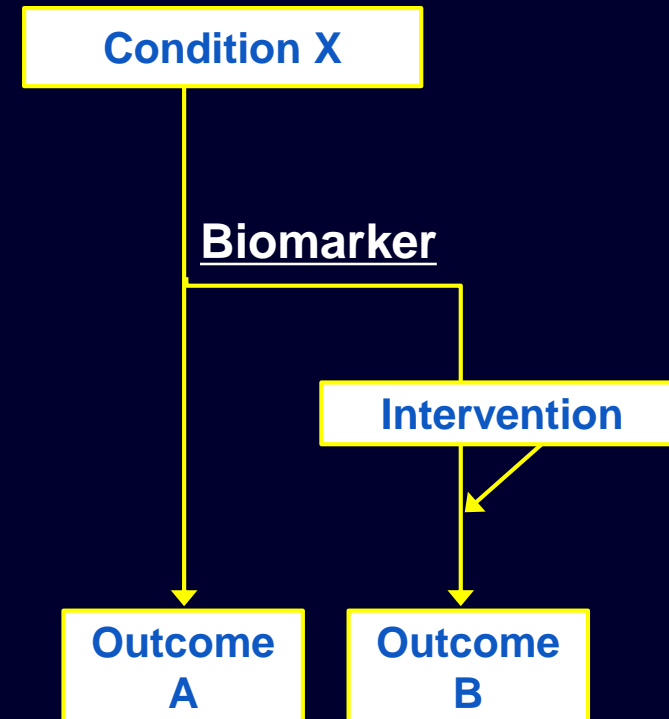 Condition X
Biomarker
Intervention
Outcome
A
Outcome
B